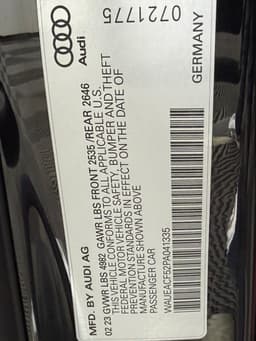 Audi
0721775
MFD. BY AUDI AG
GERMANY
02 23 GVWR LBS 4982 GAWR LBS FRONT 2535 /REAR 2646
THIS VEHICLE CONFORMS TO ALL APPLICABLE U.S.
FEDERAL MOTOR VEHICLE SAFETY, BUMPER AND THEFT
PREVENTION STANDARDS IN EFFECT ON THE DATE OF
MANUFACTURE SHOWN ABOVE
PASSENGER CAR
WAUEACF52PA041335